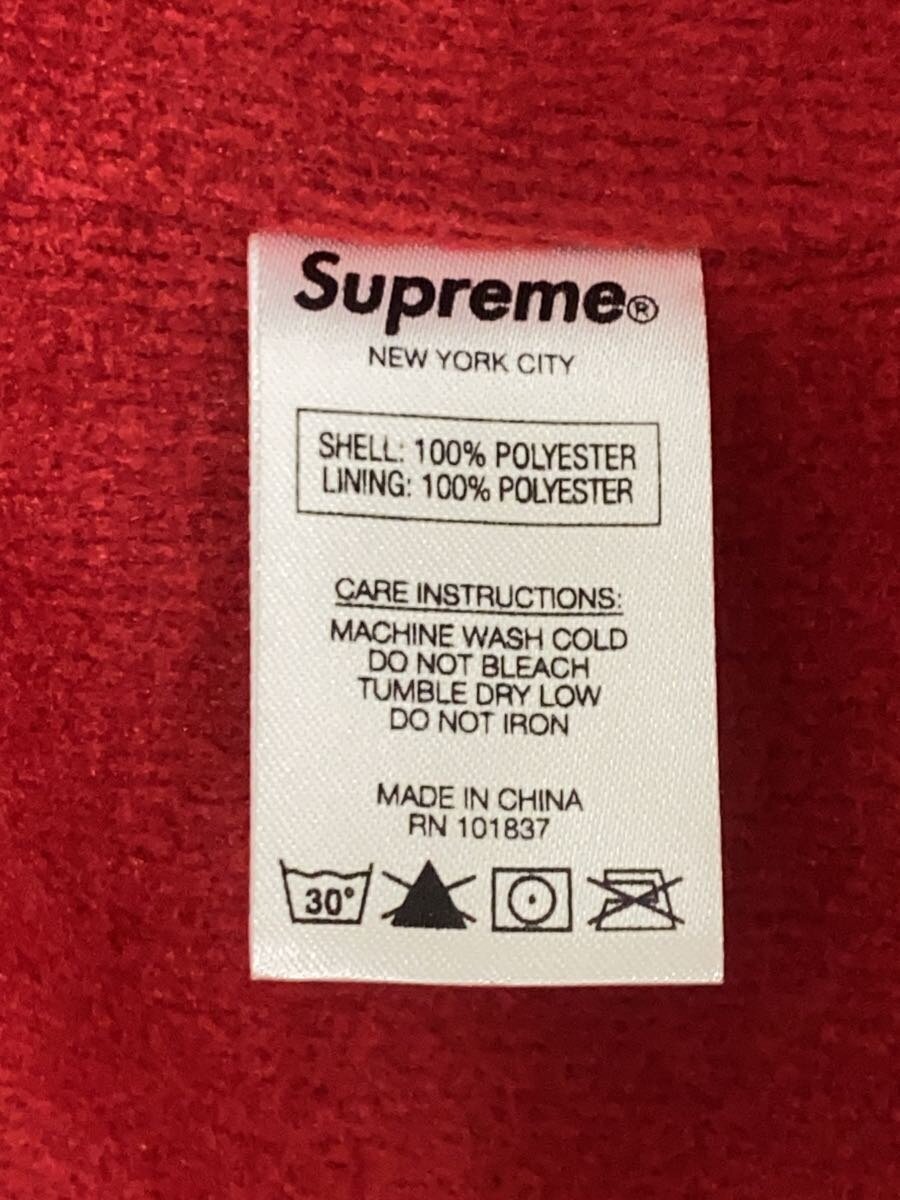 Supreme®
NEW YORK CITY
SHELL: 100% POLYESTER
LINING: 100% POLYESTER
CARE INSTRUCTIONS:
MACHINE WASH COLD
DO NOT BLEACH
TUMBLE DRY LOW
DO NOT IRON
MADE IN CHINA
RN 101837
30°